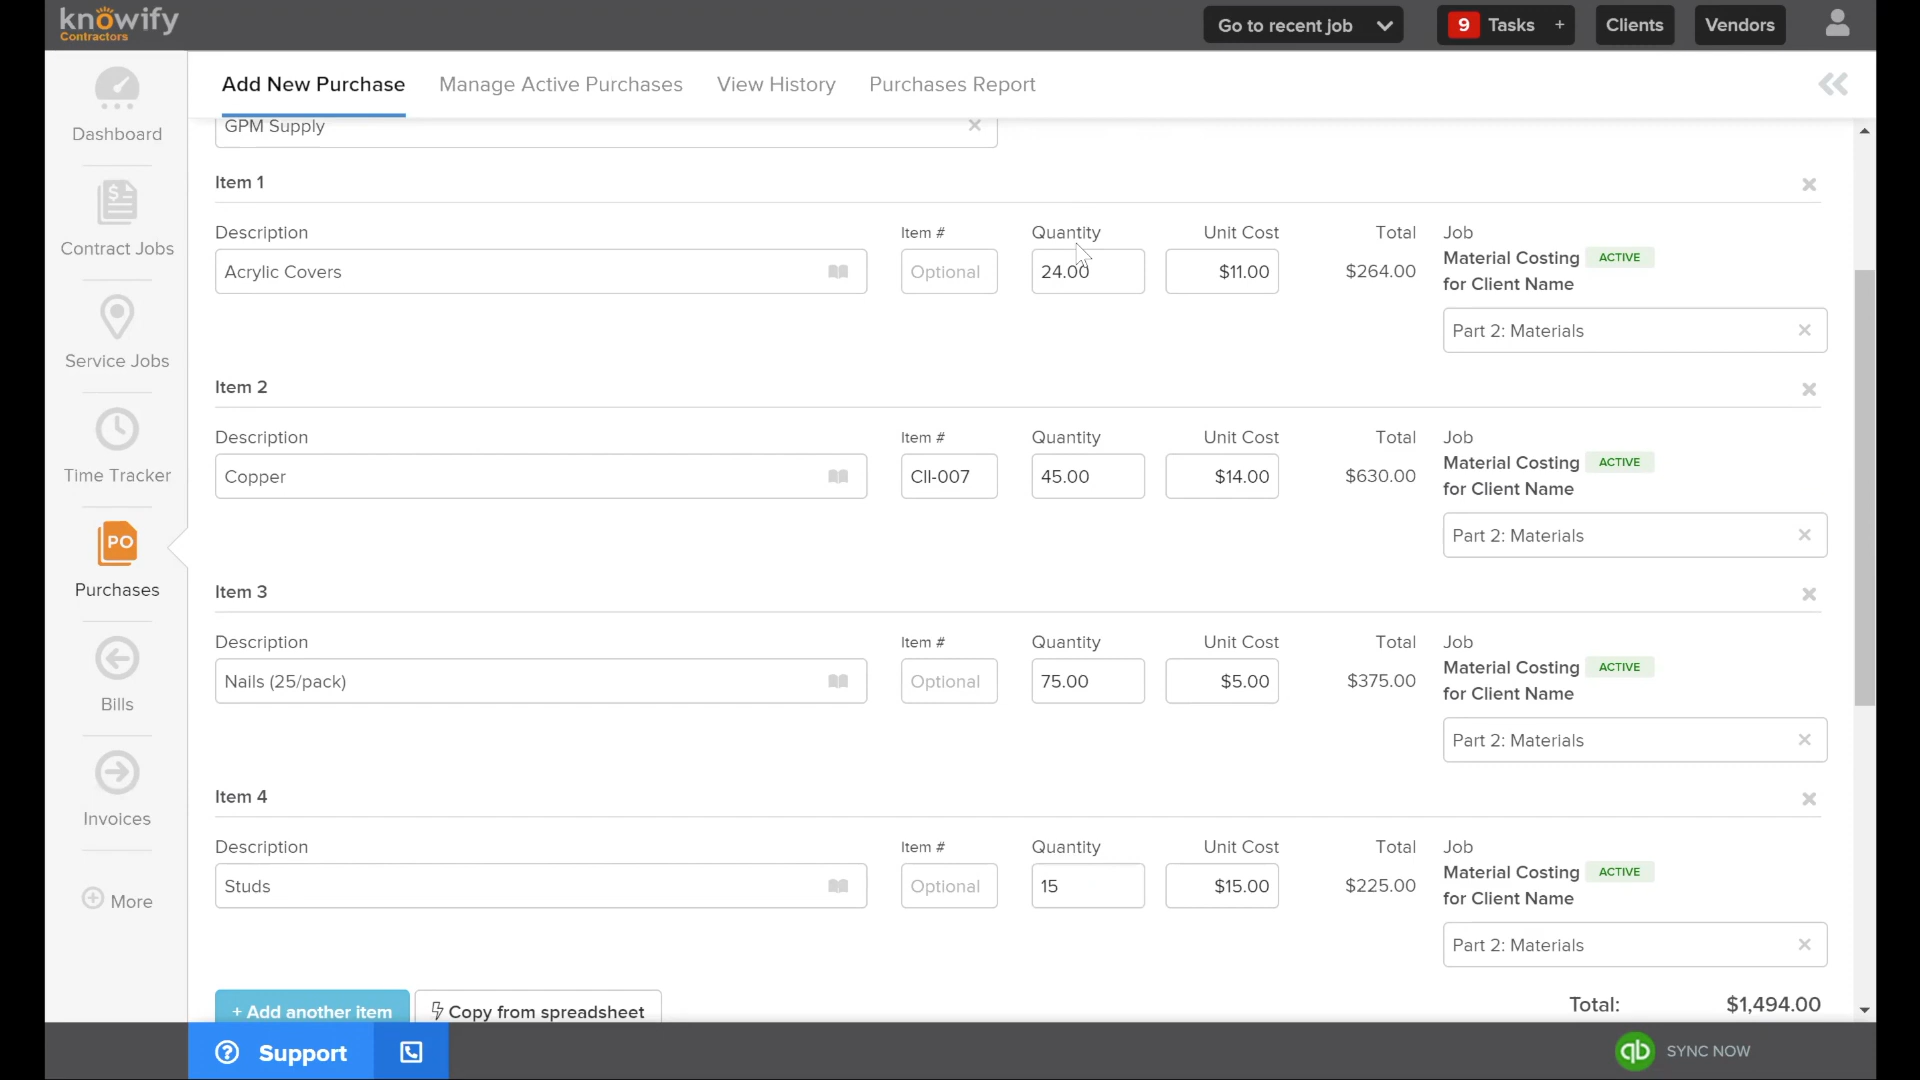 knowify
Contractors
Go to recent job
9 Tasks +
Clients
Vendors
Add New Purchase
Manage Active Purchases
View History
Purchases Report
Dashboard
Contract Jobs
Service Jobs
Time Tracker
PO
Purchases
Bills
Invoices
More
GPM Supply
Item 1
Description Item # Quantity Unit Cost Total Job
Acrylic Covers Optional 24.00 $11.00 $264.00
Material Costing ACTIVE
for Client Name
Part 2: Materials
Item 2
Description Item # Quantity Unit Cost Total Job
Copper CII-007 45.00 $14.00 $630.00
Material Costing ACTIVE
for Client Name
Part 2: Materials
Item 3
Description Item # Quantity Unit Cost Total Job
Nails (25/pack) Optional 75.00 $5.00 $375.00
Material Costing ACTIVE
for Client Name
Part 2: Materials
Item 4
Description Item # Quantity Unit Cost Total Job
Studs Optional 15 $15.00 $225.00
Material Costing ACTIVE
for Client Name
Part 2: Materials
+ Add another item
Copy from spreadsheet
Total: $1,494.00
? Support
qb SYNC NOW